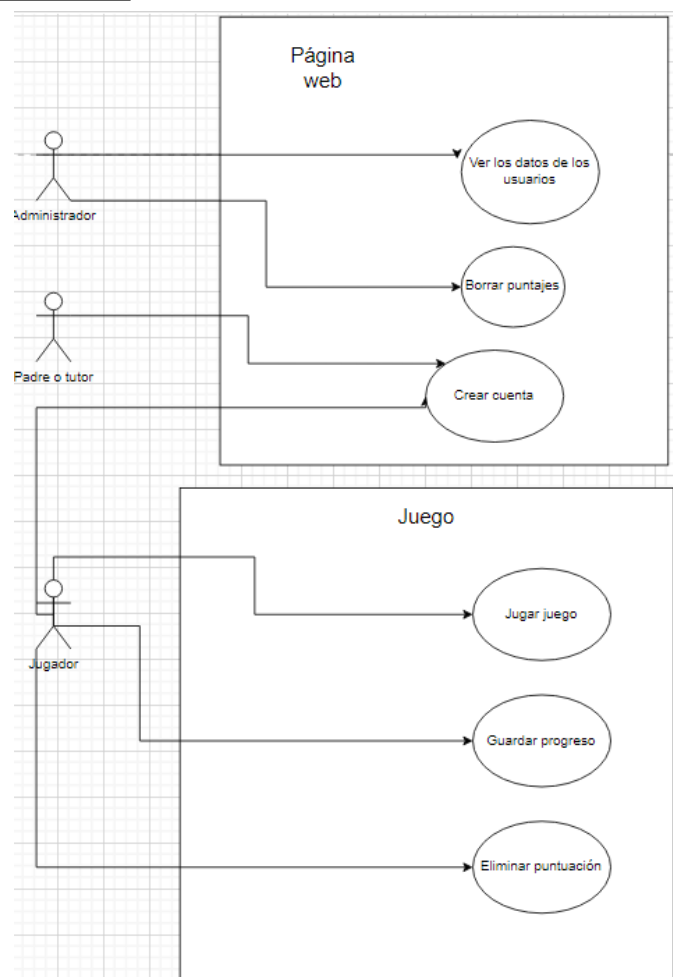 Página
web
Ver los datos de los
usuarios
Administrador
Borrar puntajes
Padre o tutor
Crear cuenta
Juego
Jugar juego
Jugador
Guardar progreso
Eliminar puntuación